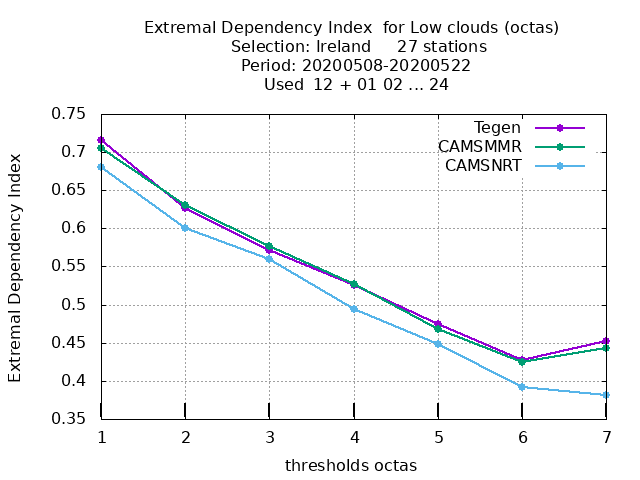 Extremal Dependency Index  for Low clouds (octas)
Selection: Ireland     27 stations
Period: 20200508-20200522
Used  12 + 01 02 ... 24
Tegen
CAMSMMR
CAMSNRT
Extremal Dependency Index
0.75
0.7
0.65
0.6
0.55
0.5
0.45
0.4
0.35
1 2 3 4 5 6 7
thresholds octas